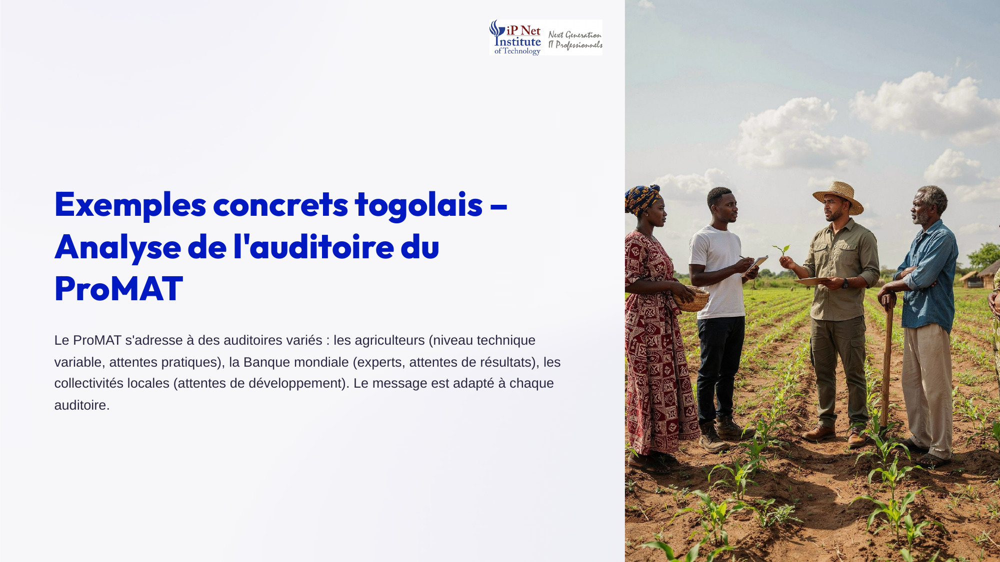 iP Net
Institute
of Technology
Next Generation
IT Professionnels
Exemples concrets togolais –
Analyse de l'auditoire du
ProMAT
Le ProMAT s'adresse à des auditoires variés : les agriculteurs (niveau technique
variable, attentes pratiques), la Banque mondiale (experts, attentes de résultats), les
collectivités locales (attentes de développement). Le message est adapté à chaque
auditoire.